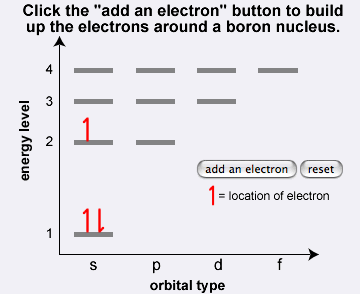 Click the "add an electron" button to build
up the electrons around a boron nucleus.
4
3
2
1
energy level
add an electron reset
= location of electron
s p d f
orbital type